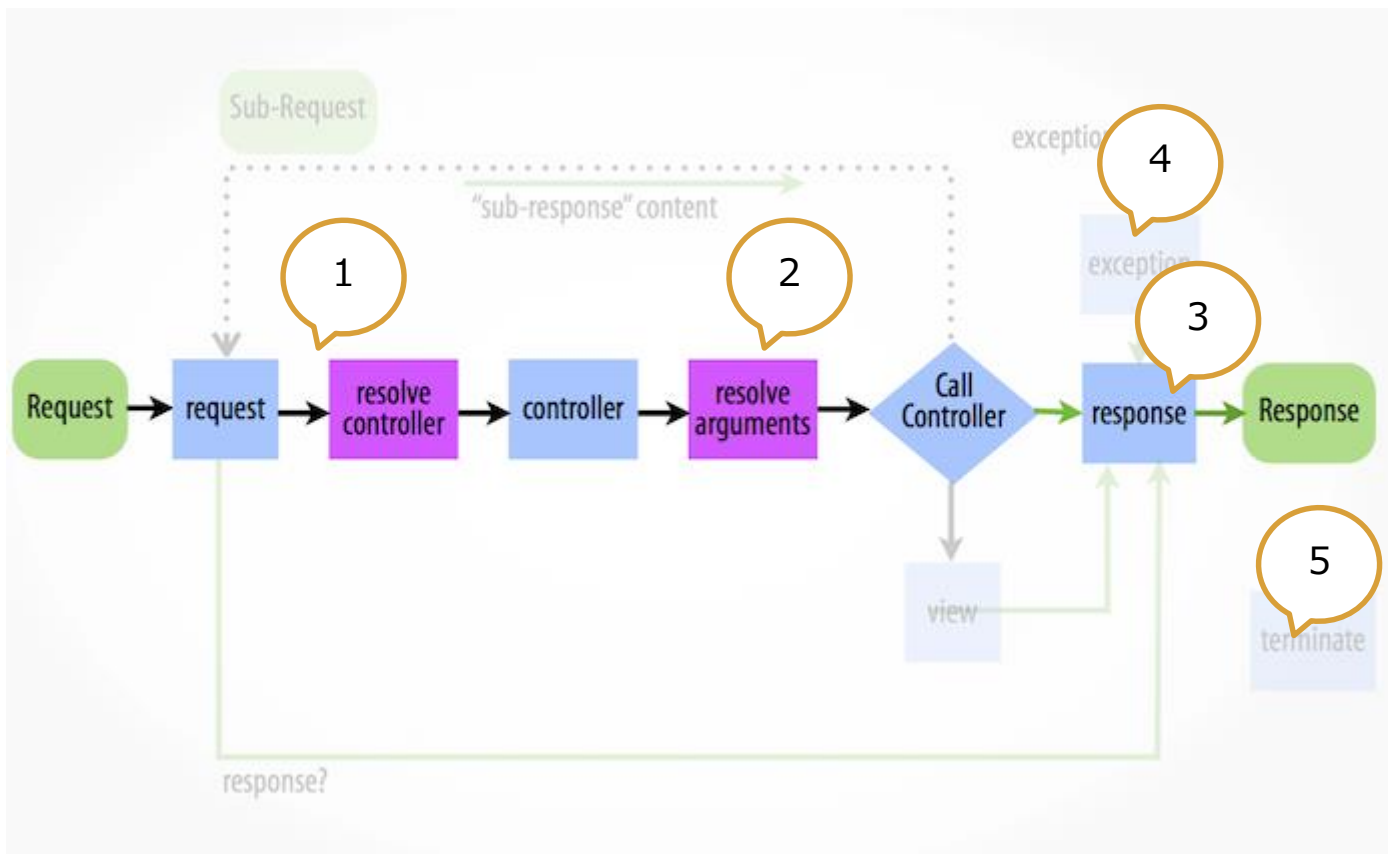 Sub-Request
exceptio
4
"sub-response" content
1
2
exception
3
Request
request
resolve
controller
controller
resolve
arguments
Call
Controller
response
Response
5
view
terminate
response?